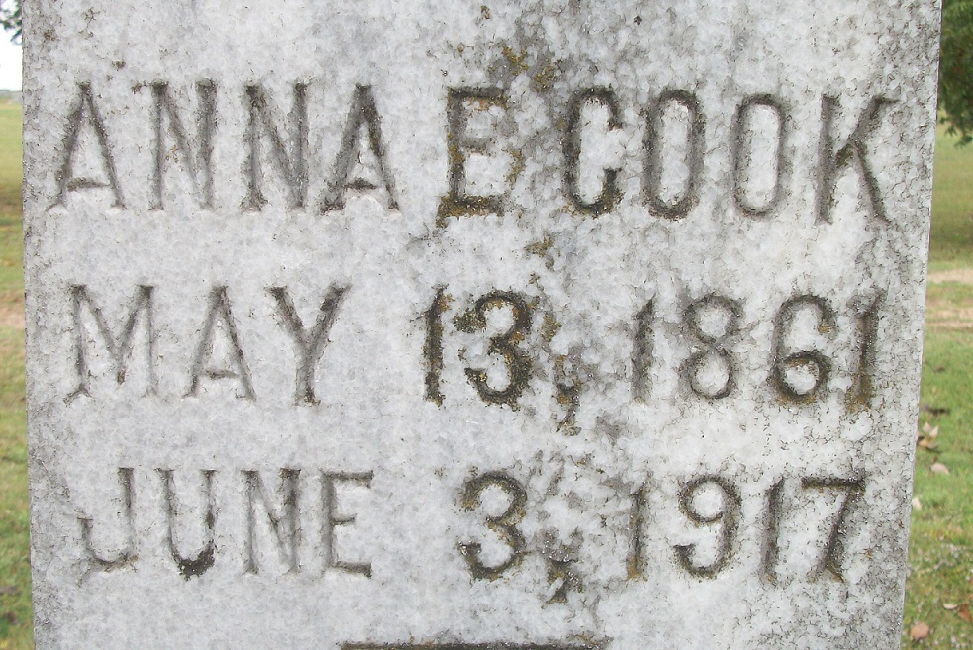 ANNA E COOK
MAY 13, 1861
JUNE 3, 1917